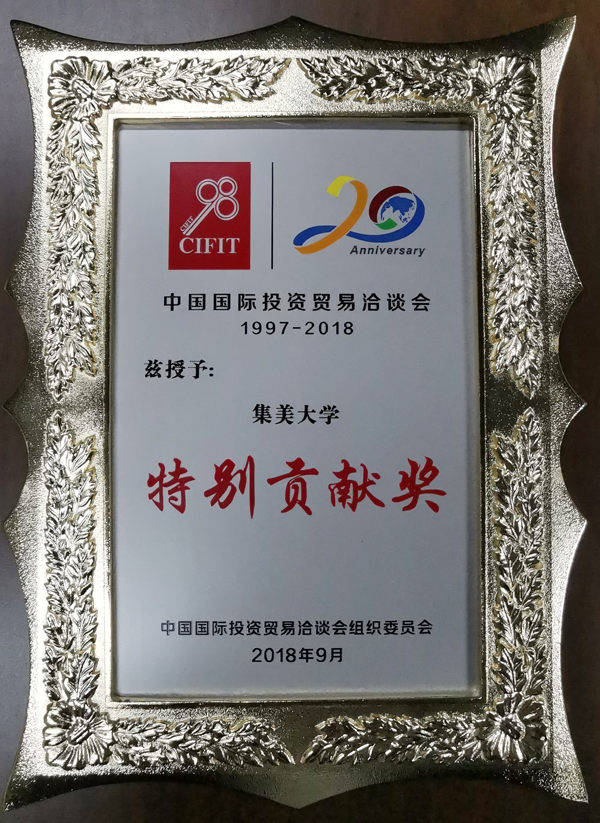 98
CIFIT
CIFIT
20
Anniversary
中国国际投资贸易洽谈会
1997-2018
兹授予:
集美大学
特别贡献奖
中国国际投资贸易洽谈会组织委员会
2018年9月